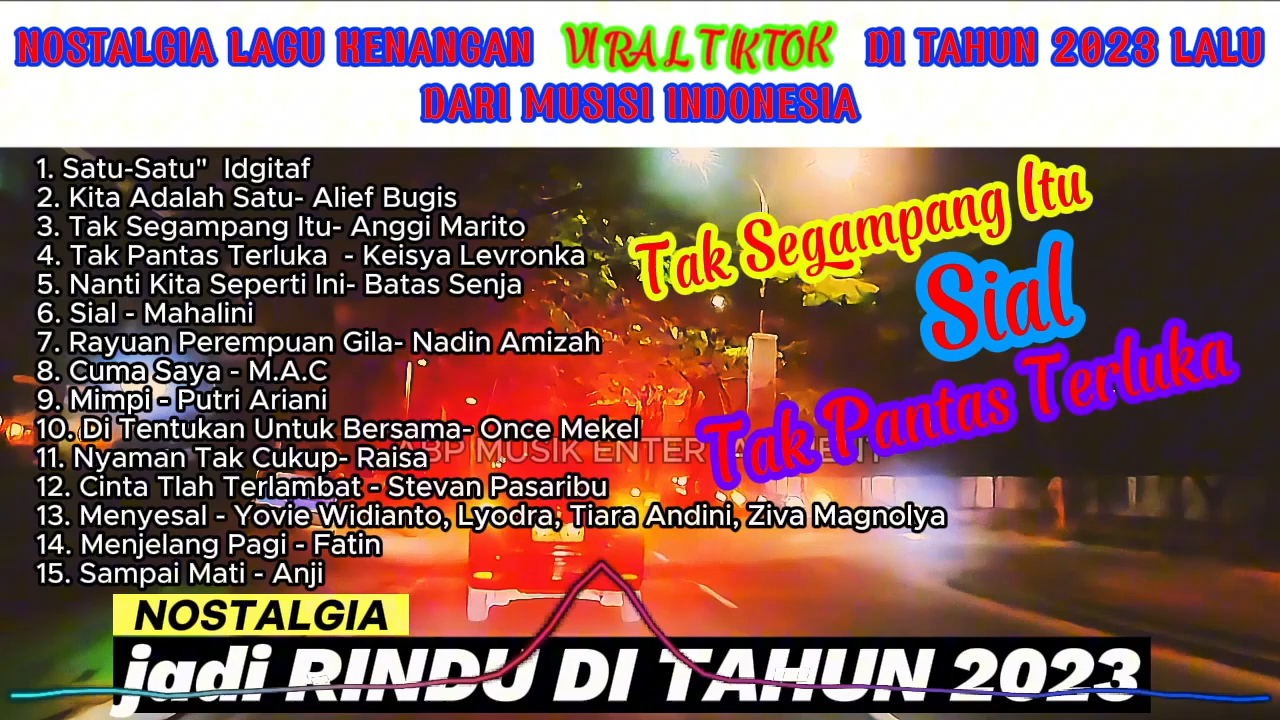 NOSTALGIA LAGU KENANGAN VIRAL TIKTOK DI TAHUN 2023 LALU
DARI MUSISI INDONESIA
1. Satu-Satu" Idgitaf
2. Kita Adalah Satu- Alief Bugis
3. Tak Segampang Itu- Anggi Marito
4. Tak Pantas Terluka - Keisya Levronka
5. Nanti Kita Seperti Ini- Batas Senja
6. Sial - Mahalini
7. Rayuan Perempuan Gila- Nadin Amizah
8. Cuma Saya - M.A.C
9. Mimpi - Putri Ariani
10. Di Tentukan Untuk Bersama- Once Mekel
11. Nyaman Tak Cukup- Raisa
12. Cinta Tlah Terlambat - Stevan Pasaribu
13. Menyesal - Yovie Widianto, Lyodra, Tiara Andini, Ziva Magnolya
14. Menjelang Pagi - Fatin
15. Sampai Mati - Anji
Tak Segampang Itu
Sial
Tak Pantas Terluka
ABP MUSIK ENTERTAINMENT
NOSTALGIA
jadi RINDU DI TAHUN 2023